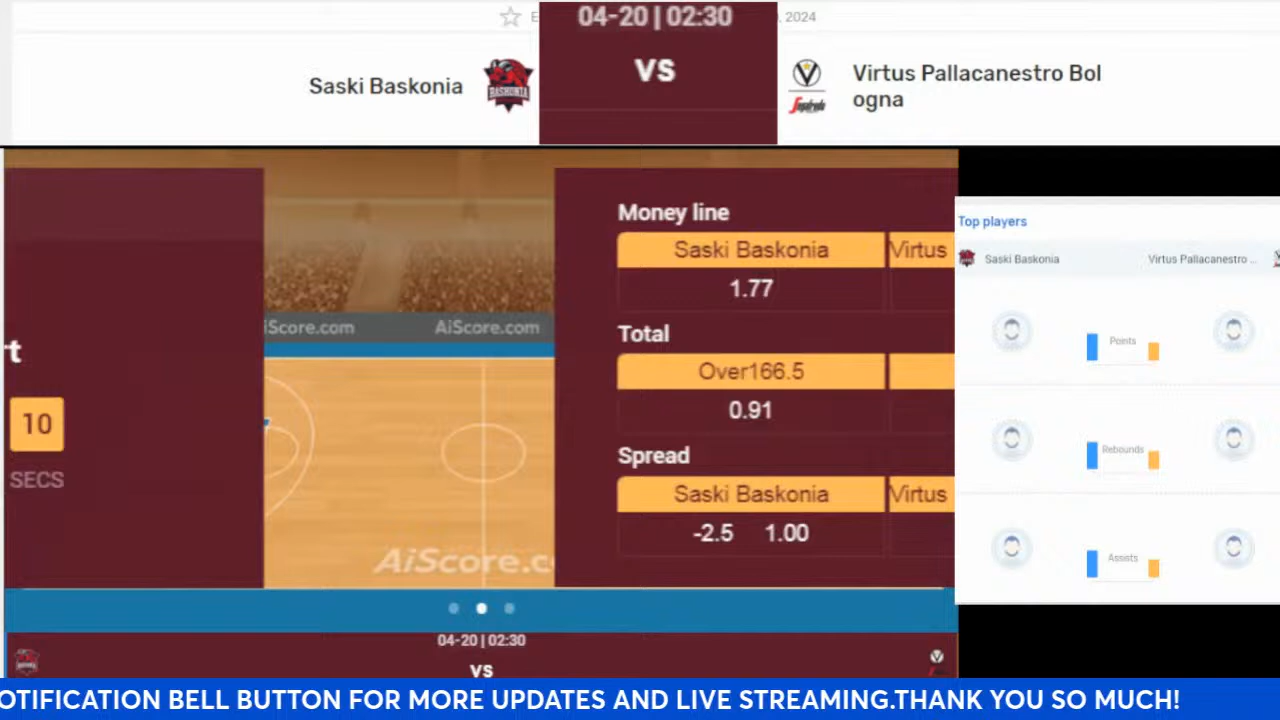 04-20 | 02:30
, 2024
Saski Baskonia
BASKONIA
VS
Virtus Pallacanestro Bol
ogna
Money line
Saski Baskonia
Virtus
1.77
Total
Over166.5
0.91
Spread
Saski Baskonia
Virtus
-2.5 1.00
rt
10
SECS
iScore.com
AiScore.com
AiScore.co
Top players
Saski Baskonia
Virtus Pallacanestro ...
Points
Rebounds
Assists
04-20 | 02:30
VS
OTIFICATION BELL BUTTON FOR MORE UPDATES AND LIVE STREAMING.THANK YOU SO MUCH!